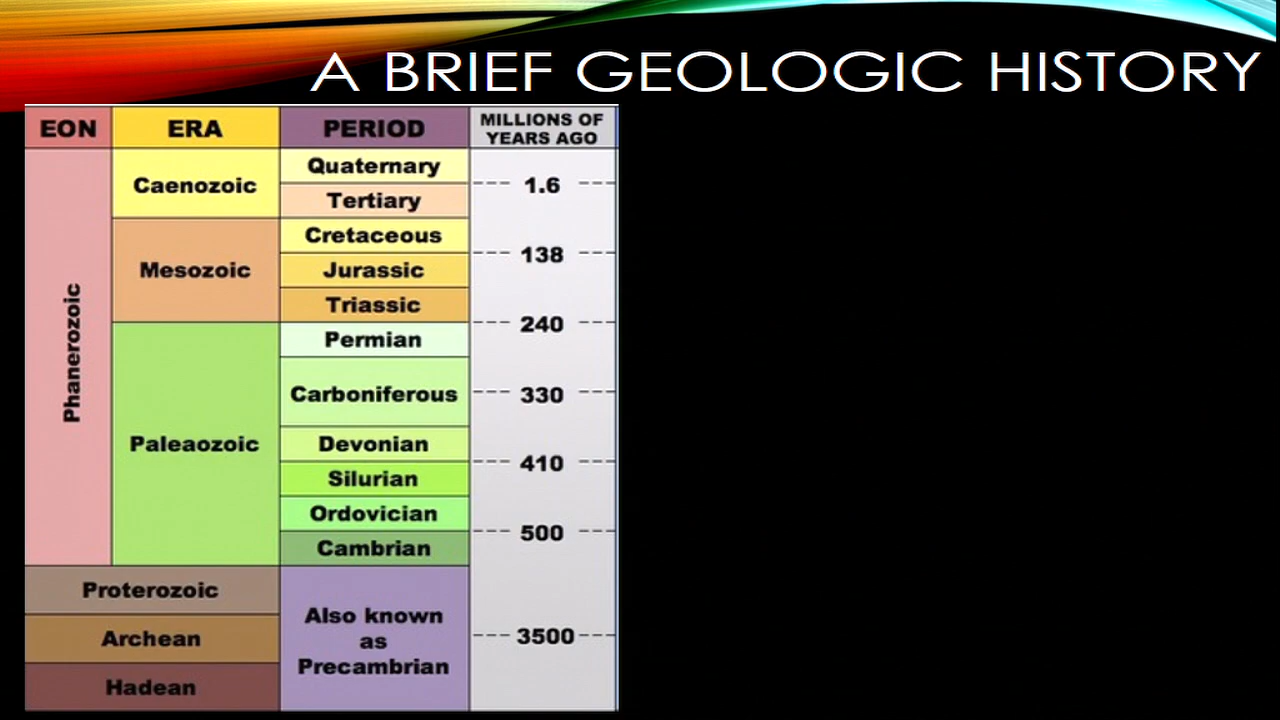 A BRIEF GEOLOGIC HISTORY
EON ERA PERIOD MILLIONS OF
YEARS AGO
Phanerozoic
Caenozoic
Quaternary
1.6
Tertiary
Mesozoic
Cretaceous
138
Jurassic
Triassic
240
Paleaozoic
Permian
Carboniferous
330
Devonian
410
Silurian
Ordovician
500
Cambrian
Proterozoic
Archean
Hadean
Also known
as
Precambrian
3500